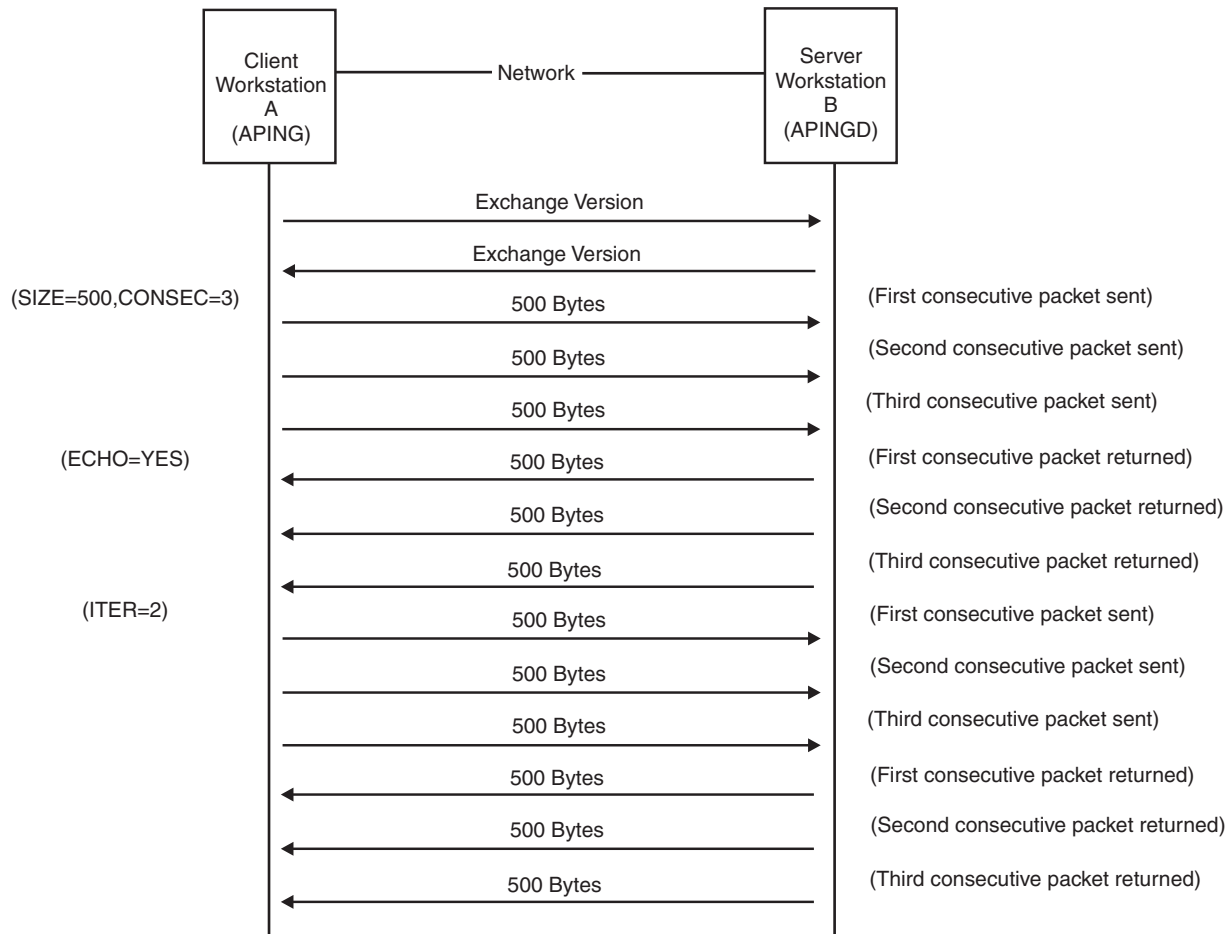 Client
Workstation
A
(APING)
Network
Server
Workstation
B
(APINGD)
Exchange Version
Exchange Version
(SIZE=500,CONSEC=3)
500 Bytes
(First consecutive packet sent)
500 Bytes
(Second consecutive packet sent)
500 Bytes
(Third consecutive packet sent)
(ECHO=YES)
500 Bytes
(First consecutive packet returned)
500 Bytes
(Second consecutive packet returned)
500 Bytes
(Third consecutive packet returned)
(ITER=2)
500 Bytes
(First consecutive packet sent)
500 Bytes
(Second consecutive packet sent)
500 Bytes
(Third consecutive packet sent)
500 Bytes
(First consecutive packet returned)
500 Bytes
(Second consecutive packet returned)
500 Bytes
(Third consecutive packet returned)